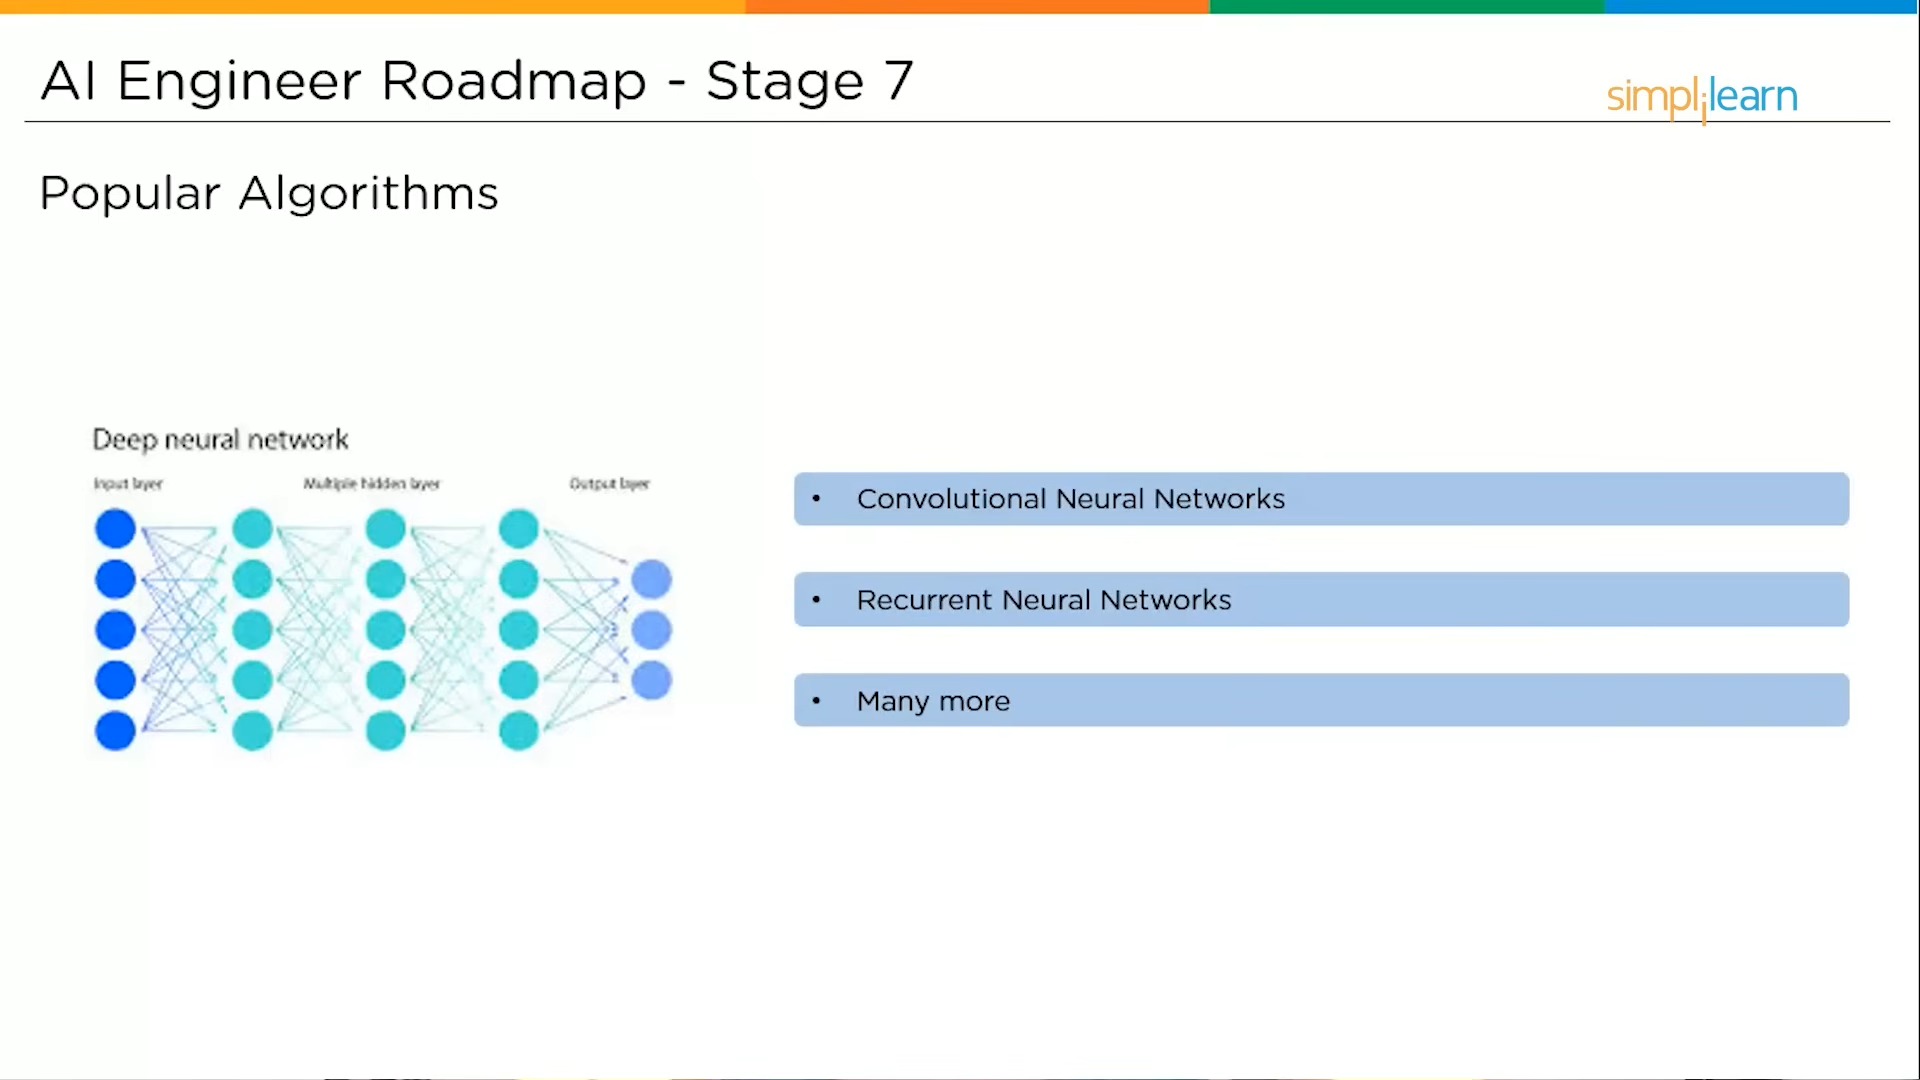 AI Engineer Roadmap - Stage 7
simplilearn
Popular Algorithms
Deep neural network
Input layer
Multiple hidden layer
Output layer
• Convolutional Neural Networks
• Recurrent Neural Networks
• Many more